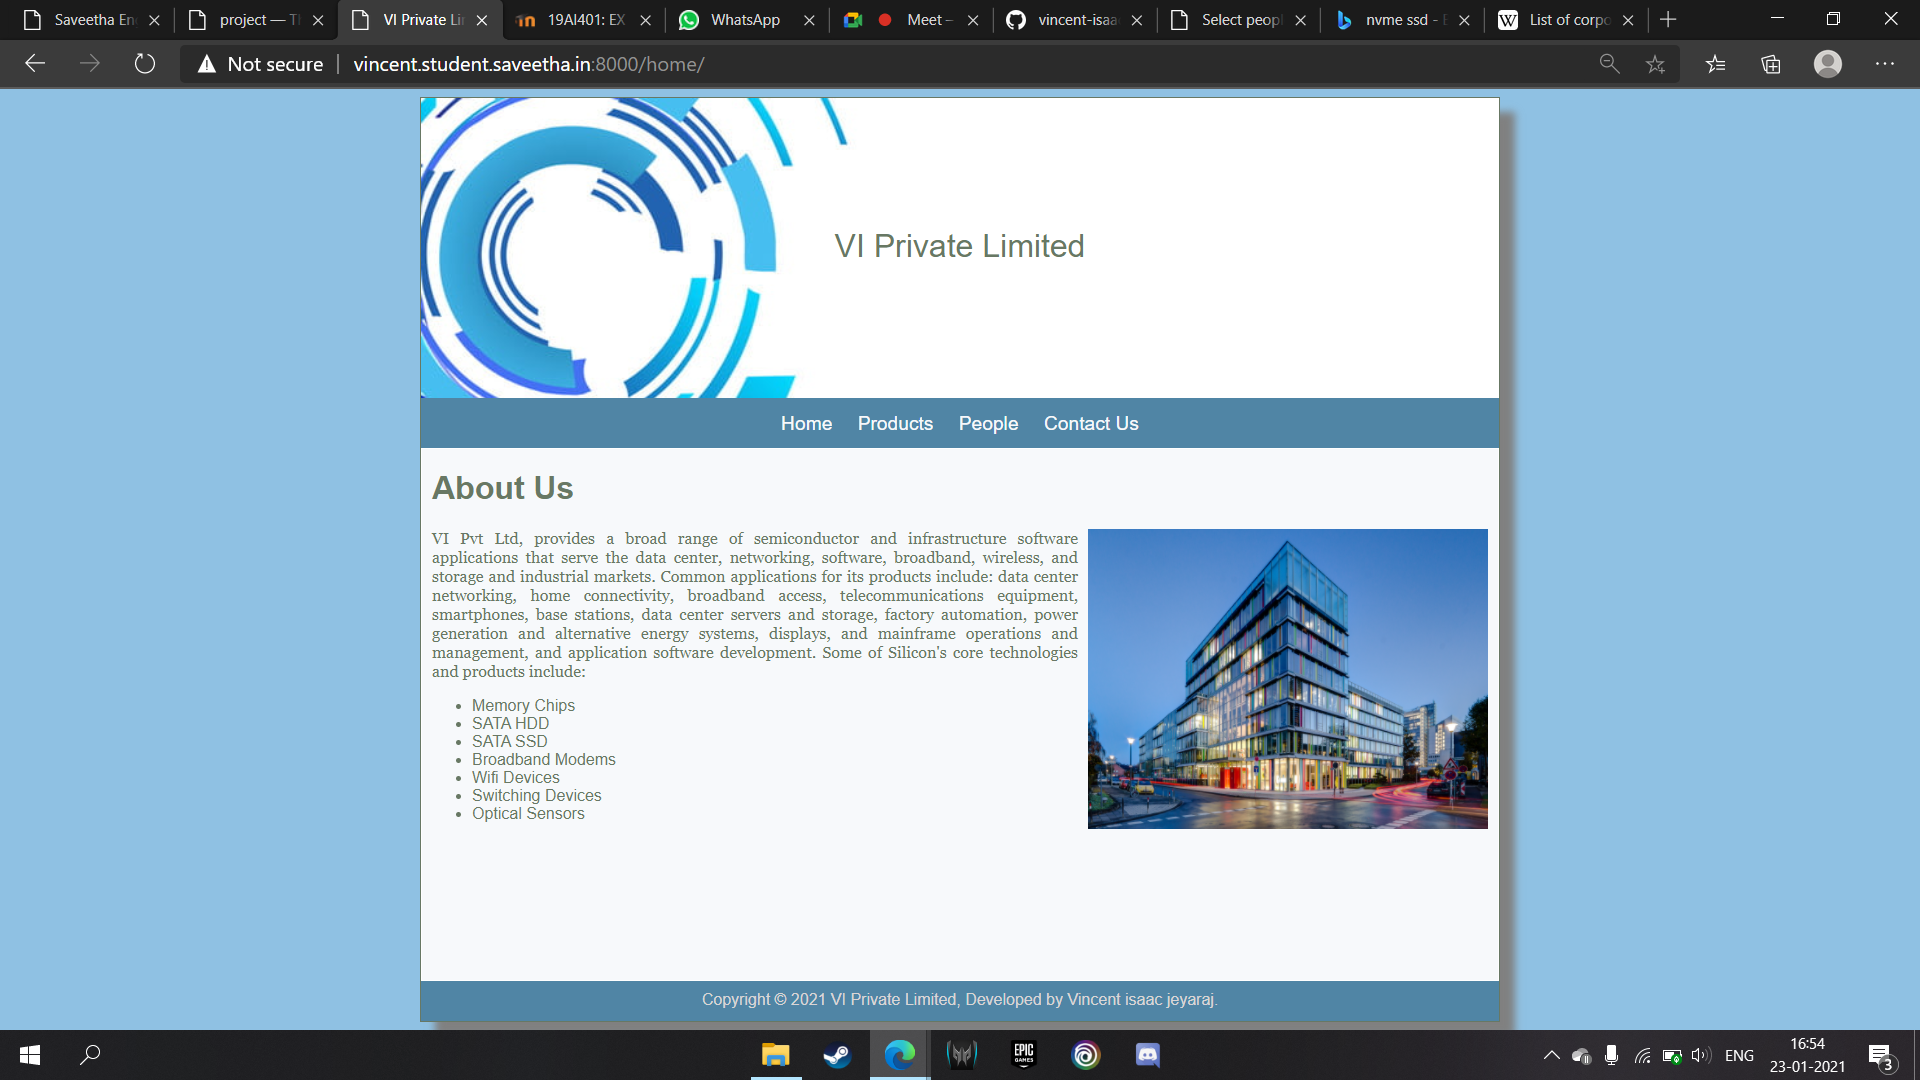 Saveetha En
project — Th
VI Private Lir
19AI401: EX
WhatsApp
Meet –
vincent-isaa
Select peopl
nvme ssd -
List of corpo
Not secure | vincent.student.saveetha.in:8000/home/
VI Private Limited
Home Products People Contact Us
About Us
VI Pvt Ltd, provides a broad range of semiconductor and infrastructure software
applications that serve the data center, networking, software, broadband, wireless, and
storage and industrial markets. Common applications for its products include: data center
networking, home connectivity, broadband access, telecommunications equipment,
smartphones, base stations, data center servers and storage, factory automation, power
generation and alternative energy systems, displays, and mainframe operations and
management, and application software development. Some of Silicon's core technologies
and products include:
• Memory Chips
• SATA HDD
• SATA SSD
• Broadband Modems
• Wifi Devices
• Switching Devices
• Optical Sensors
Copyright © 2021 VI Private Limited, Developed by Vincent isaac jeyaraj.
EPIC
GAMES
ENG
16:54
23-01-2021
3